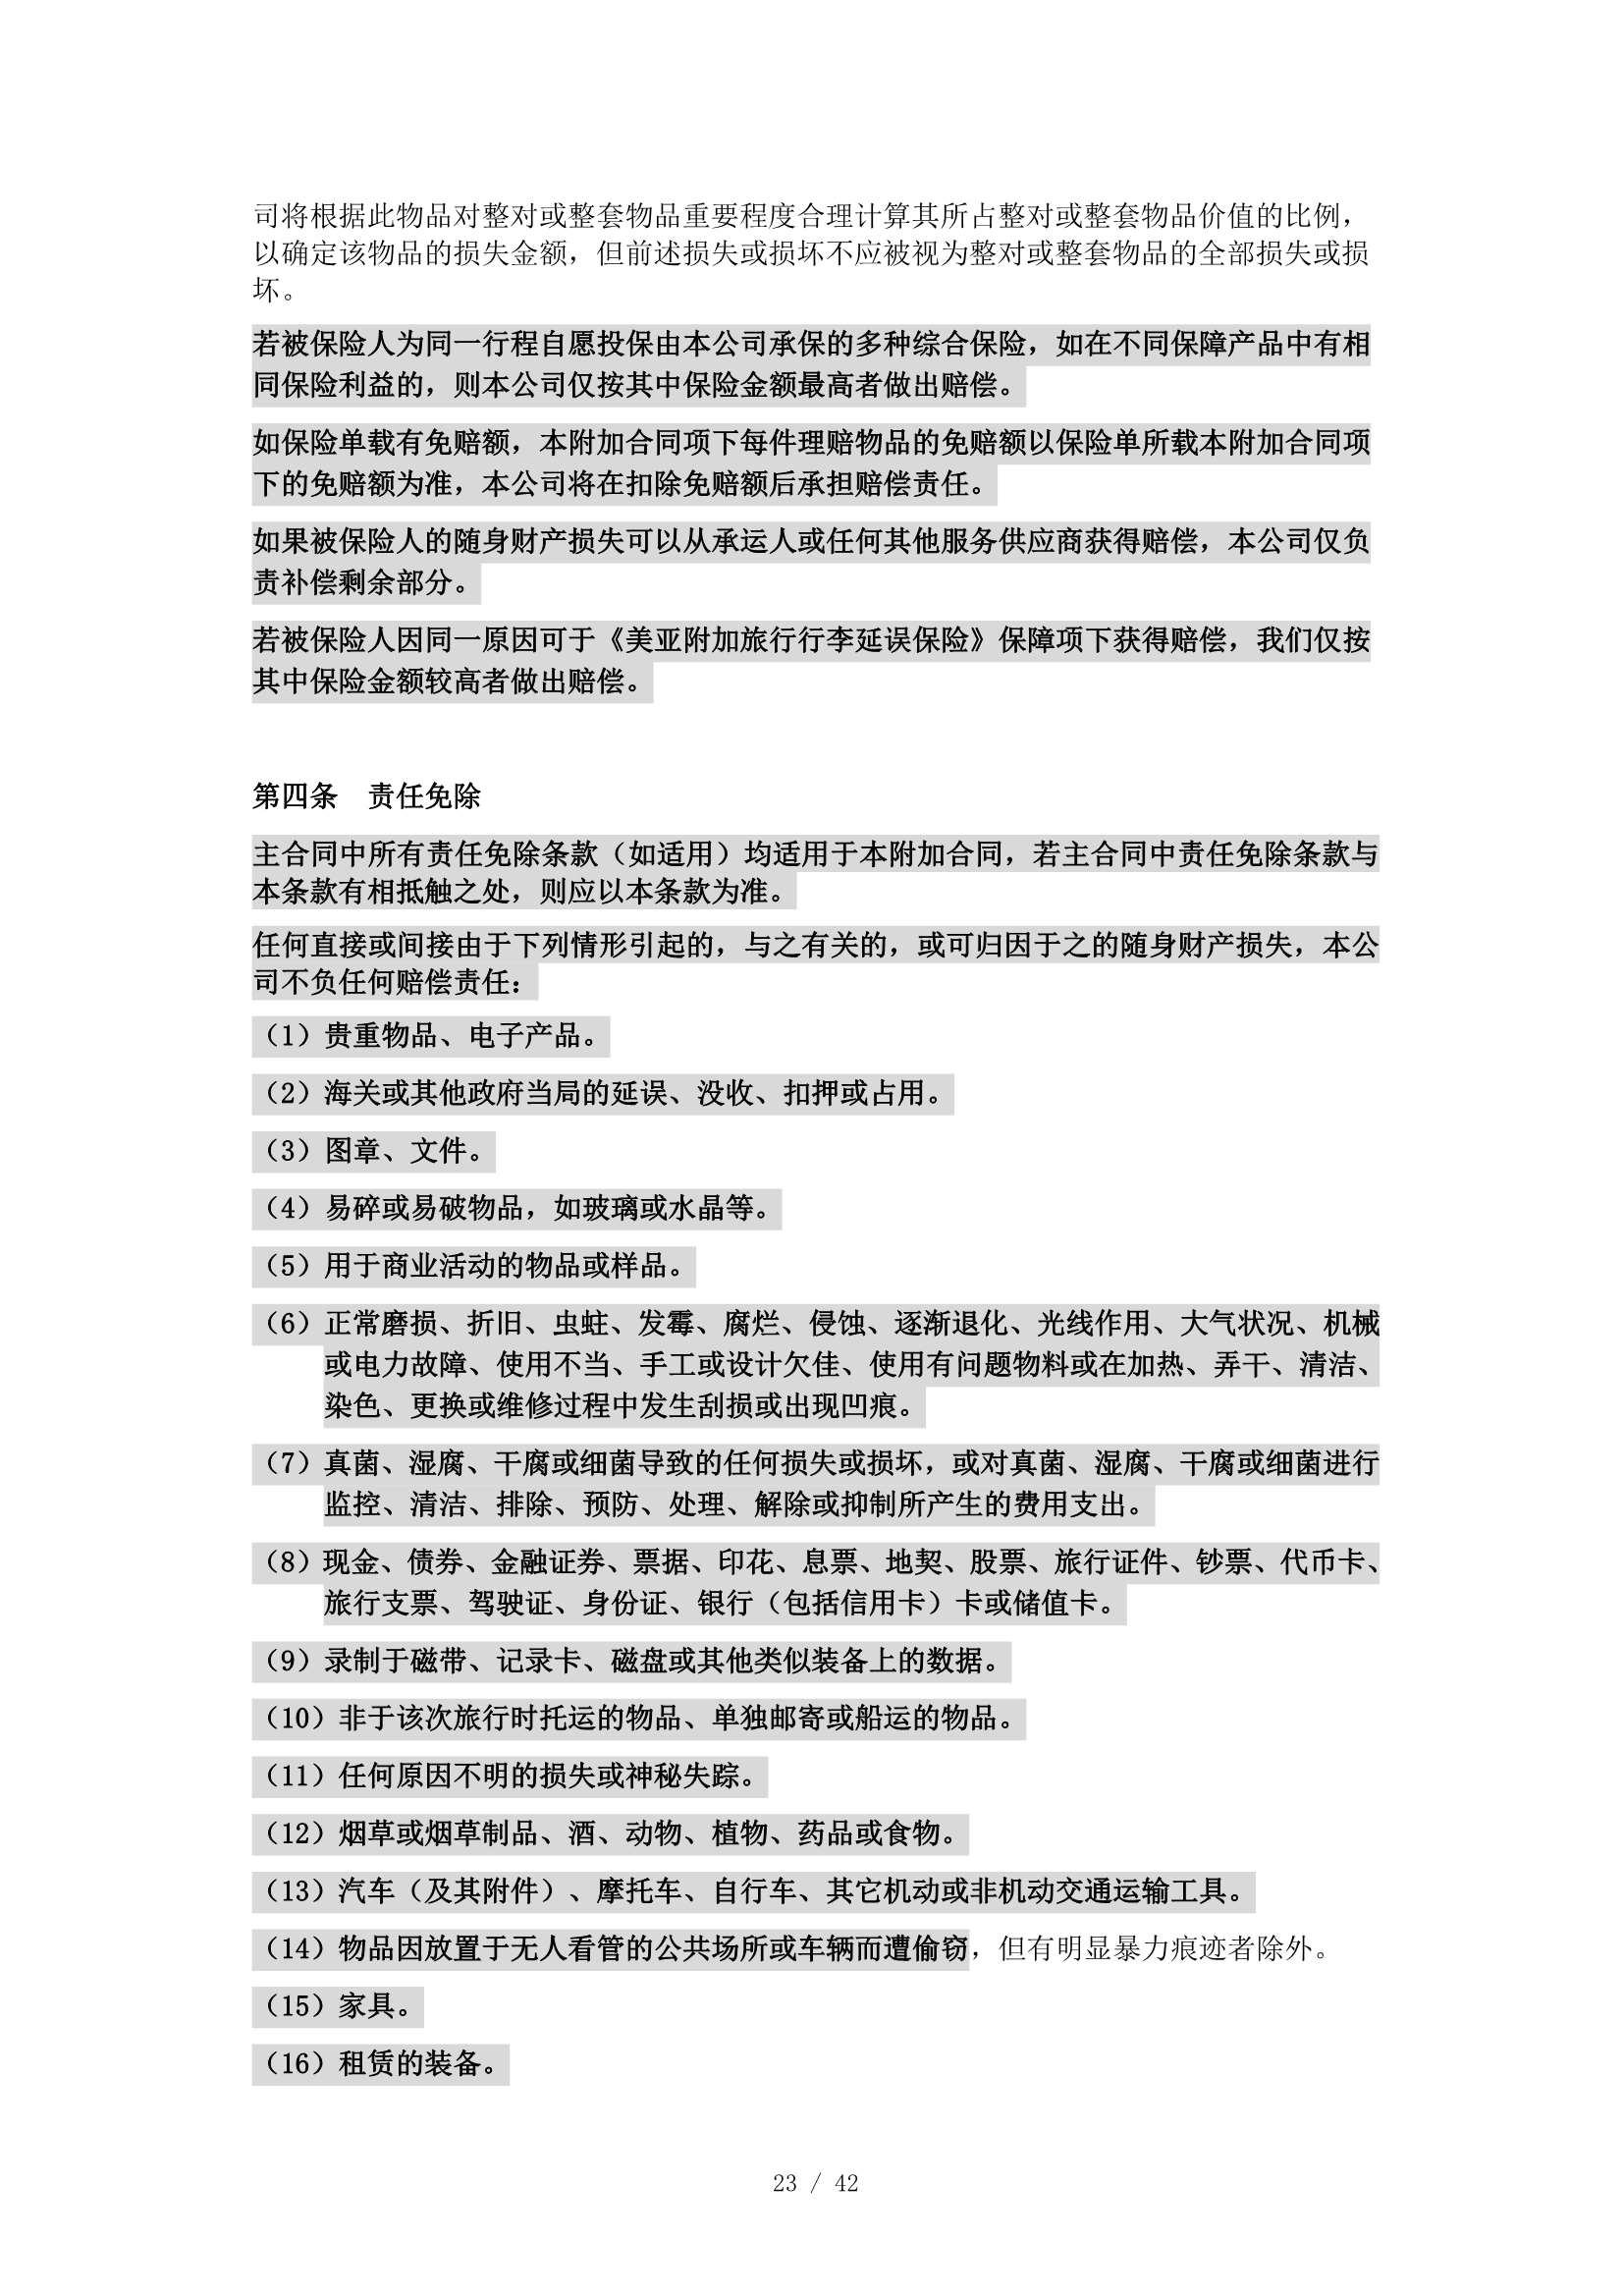 司将根据此物品对整对或整套物品重要程度合理计算其所占整对或整套物品价值的比例，
以确定该物品的损失金额，但前述损失或损坏不应被视为整对或整套物品的全部损失或损
坏。
若被保险人为同一行程自愿投保由本公司承保的多种综合保险，如在不同保障产品中有相
同保险利益的，则本公司仅按其中保险金额最高者做出赔偿。
如保险单载有免赔额，本附加合同项下每件理赔物品的免赔额以保险单所载本附加合同项
下的免赔额为准，本公司将在扣除免赔额后承担赔偿责任。
如果被保险人的随身财产损失可以从承运人或任何其他服务供应商获得赔偿，本公司仅负
责补偿剩余部分。
若被保险人因同一原因可于《美亚附加旅行行李延误保险》保障项下获得赔偿，我们仅按
其中保险金额较高者做出赔偿。
第四条　责任免除
主合同中所有责任免除条款（如适用）均适用于本附加合同，若主合同中责任免除条款与
本条款有相抵触之处，则应以本条款为准。
任何直接或间接由于下列情形引起的，与之有关的，或可归因于之的随身财产损失，本公
司不负任何赔偿责任：
（1）贵重物品、电子产品。
（2）海关或其他政府当局的延误、没收、扣押或占用。
（3）图章、文件。
（4）易碎或易破物品，如玻璃或水晶等。
（5）用于商业活动的物品或样品。
（6）正常磨损、折旧、虫蛀、发霉、腐烂、侵蚀、逐渐退化、光线作用、大气状况、机械
或电力故障、使用不当、手工或设计欠佳、使用有问题物料或在加热、弄干、清洁、
染色、更换或维修过程中发生刮损或出现凹痕。
（7）真菌、湿腐、干腐或细菌导致的任何损失或损坏，或对真菌、湿腐、干腐或细菌进行
监控、清洁、排除、预防、处理、解除或抑制所产生的费用支出。
（8）现金、债券、金融证券、票据、印花、息票、地契、股票、旅行证件、钞票、代币卡、
旅行支票、驾驶证、身份证、银行（包括信用卡）卡或储值卡。
（9）录制于磁带、记录卡、磁盘或其他类似装备上的数据。
（10）非于该次旅行时托运的物品、单独邮寄或船运的物品。
（11）任何原因不明的损失或神秘失踪。
（12）烟草或烟草制品、酒、动物、植物、药品或食物。
（13）汽车（及其附件）、摩托车、自行车、其它机动或非机动交通运输工具。
（14）物品因放置于无人看管的公共场所或车辆而遭偷窃，但有明显暴力痕迹者除外。
（15）家具。
（16）租赁的装备。
23 / 42